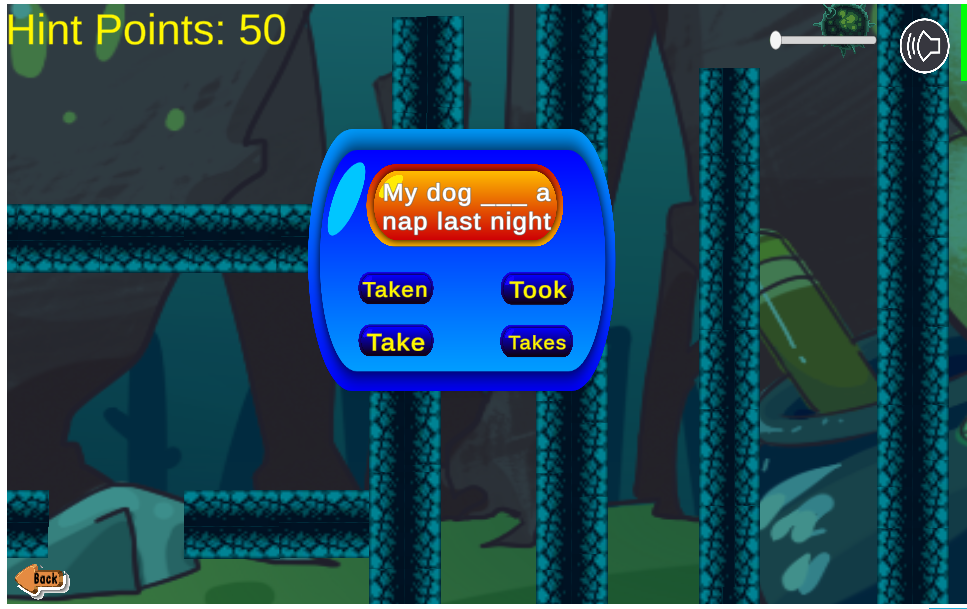 Hint Points: 50
My dog ___ a
nap last night
Taken
Took
Take
Takes
Back